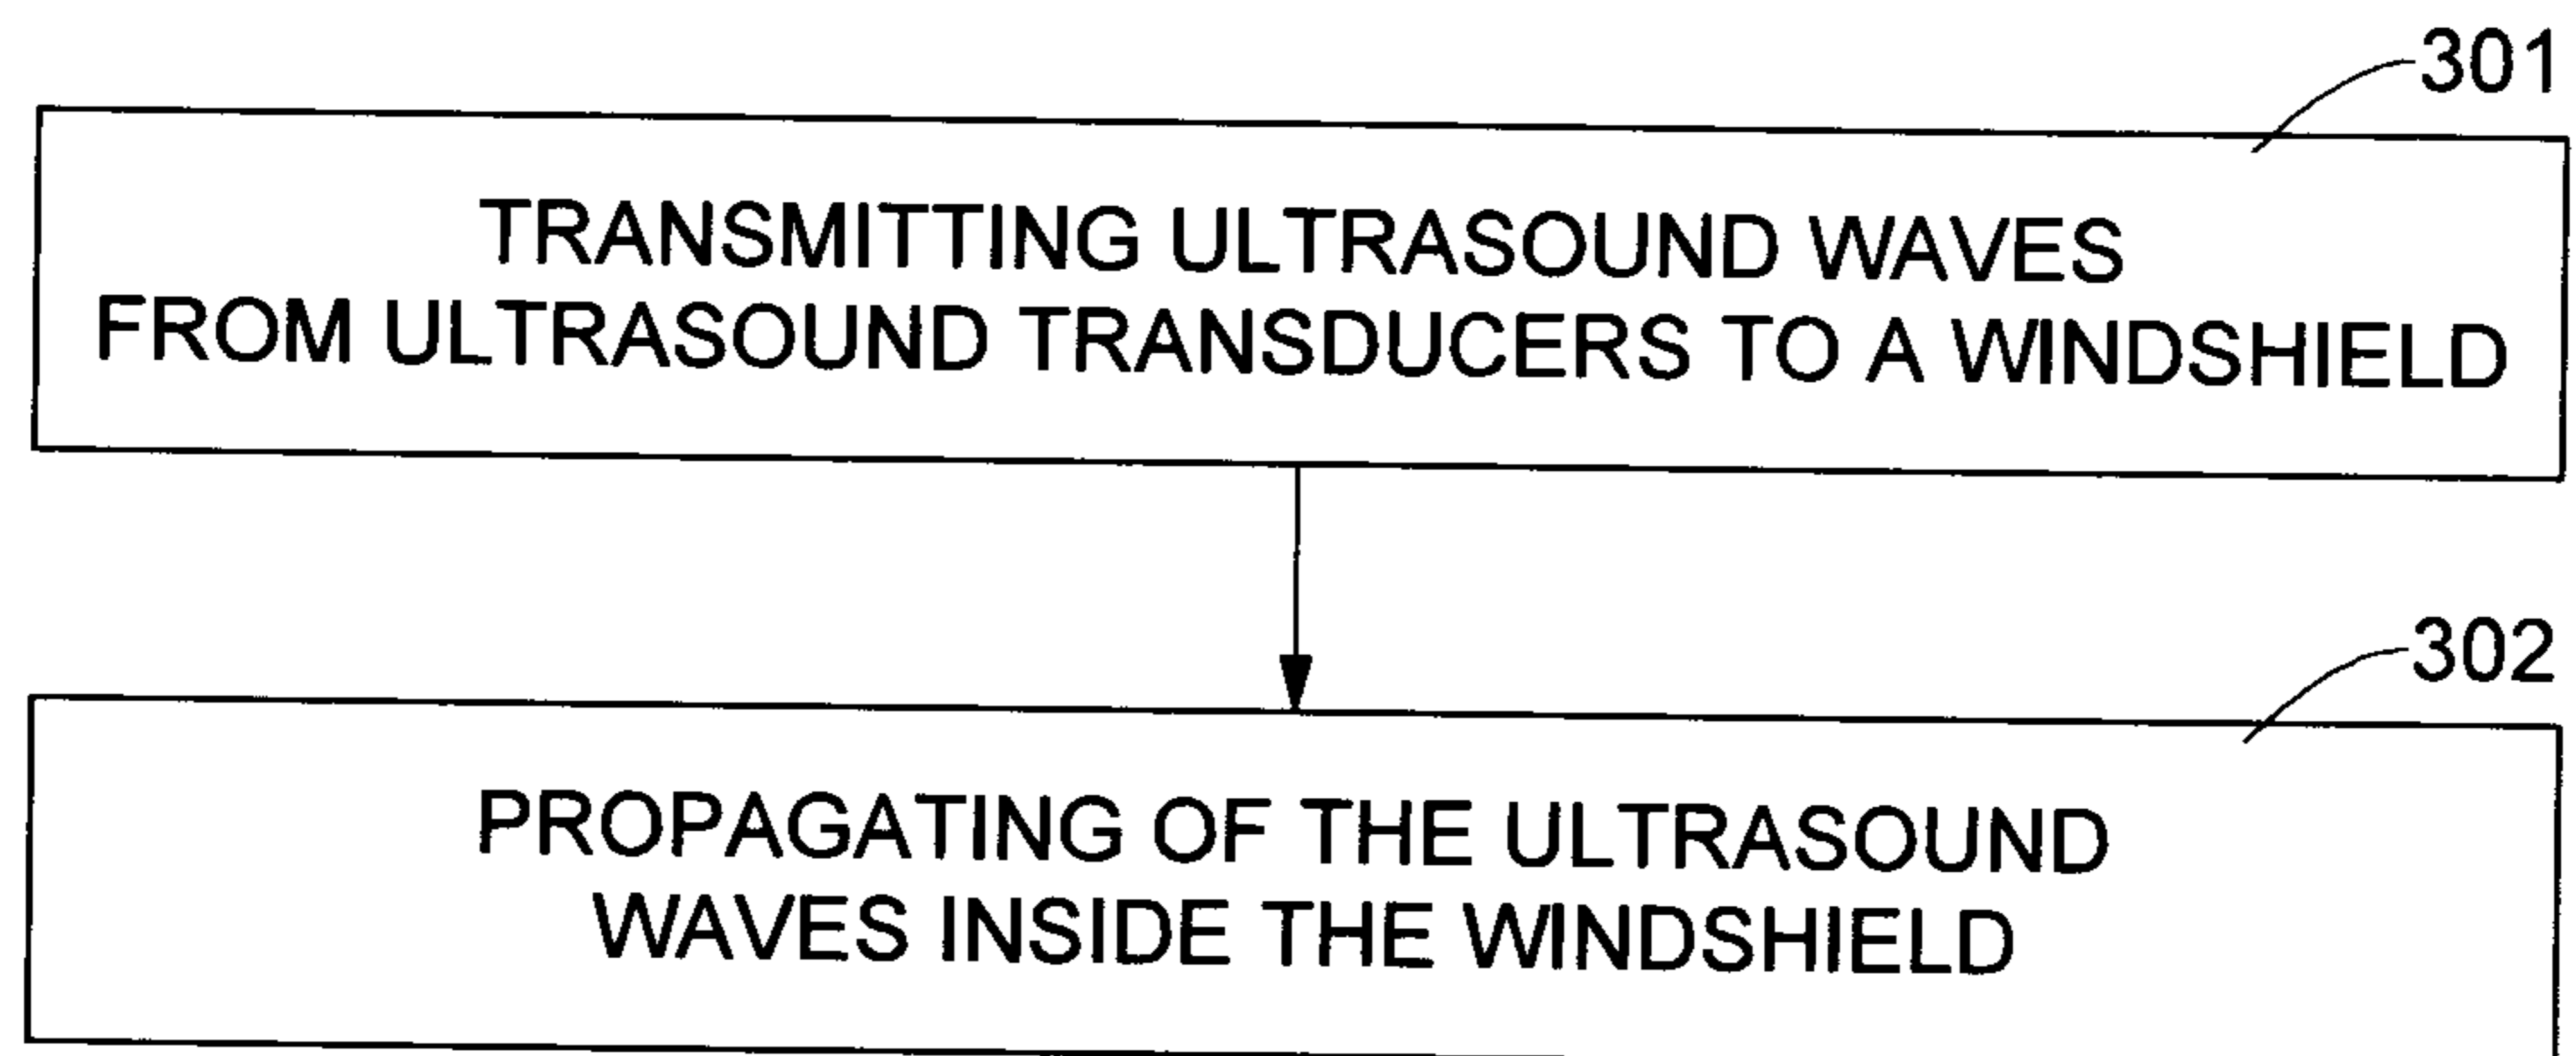 301
TRANSMITTING ULTRASOUND WAVES
FROM ULTRASOUND TRANSDUCERS TO A WINDSHIELD
302
PROPAGATING OF THE ULTRASOUND
WAVES INSIDE THE WINDSHIELD